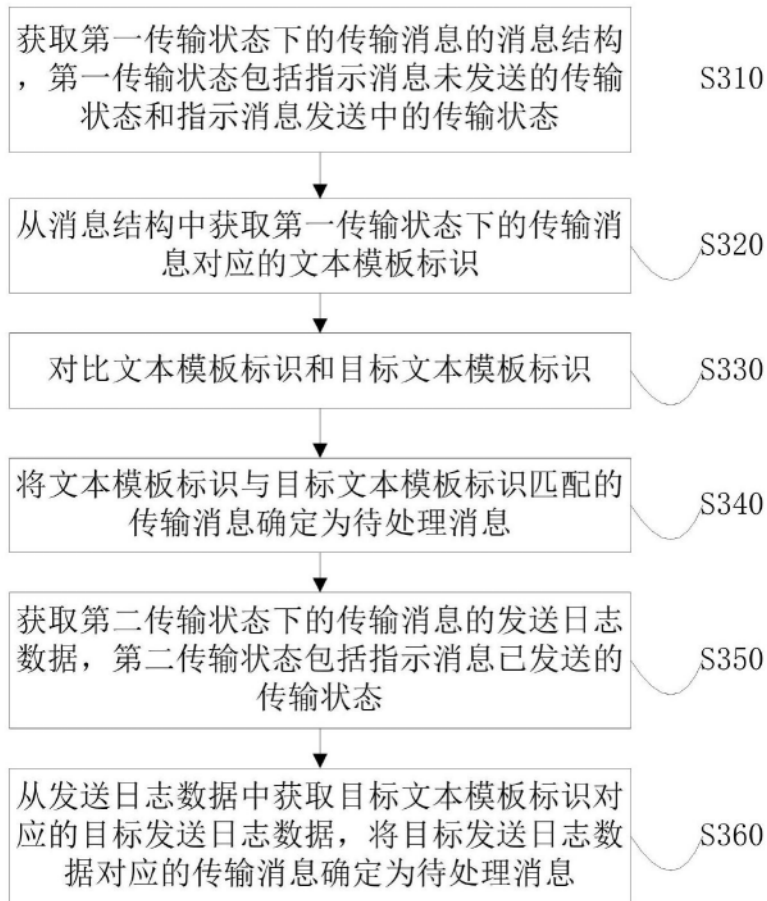 获取第一传输状态下的传输消息的消息结构
，第一传输状态包括指示消息未发送的传输
状态和指示消息发送中的传输状态
S310
从消息结构中获取第一传输状态下的传输消
息对应的文本模板标识
S320
对比文本模板标识和目标文本模板标识
S330
将文本模板标识与目标文本模板标识匹配的
传输消息确定为待处理消息
S340
获取第二传输状态下的传输消息的发送日志
数据，第二传输状态包括指示消息已发送的
传输状态
S350
从发送日志数据中获取目标文本模板标识对
应的目标发送日志数据，将目标发送日志数
据对应的传输消息确定为待处理消息
S360